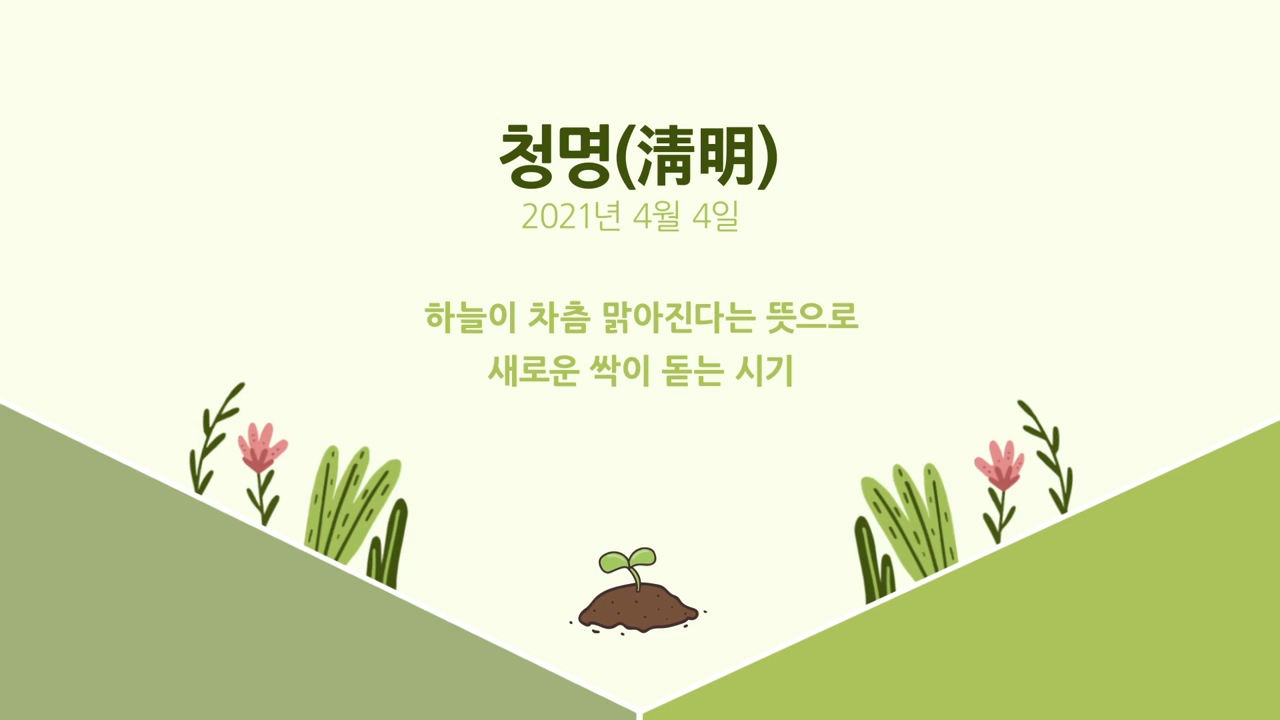 청명(淸明)
2021년 4월 4일
하늘이 차츰 맑아진다는 뜻으로
새로운 싹이 돋는 시기